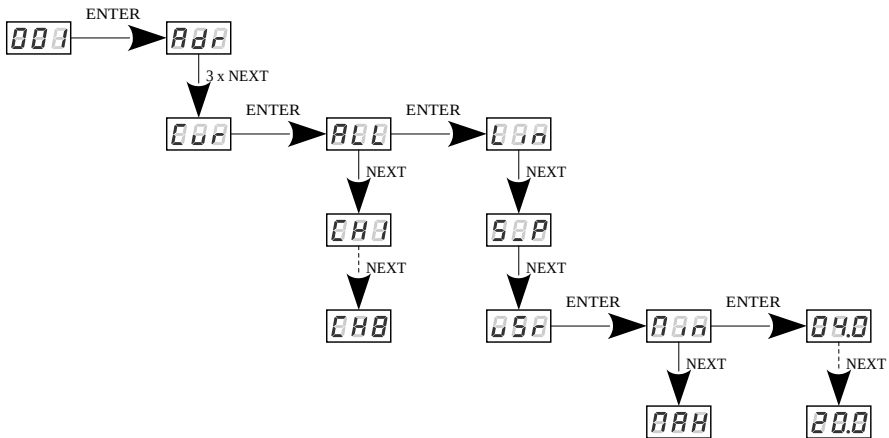 ENTER
001
Adr
3 x NEXT
ENTER
ENTER
Cur
ALL
Lin
NEXT
NEXT
CH1
S_P
NEXT
NEXT
ENTER
ENTER
CH8
uSr
Min
04.0
NEXT
NEXT
MAH
20.0